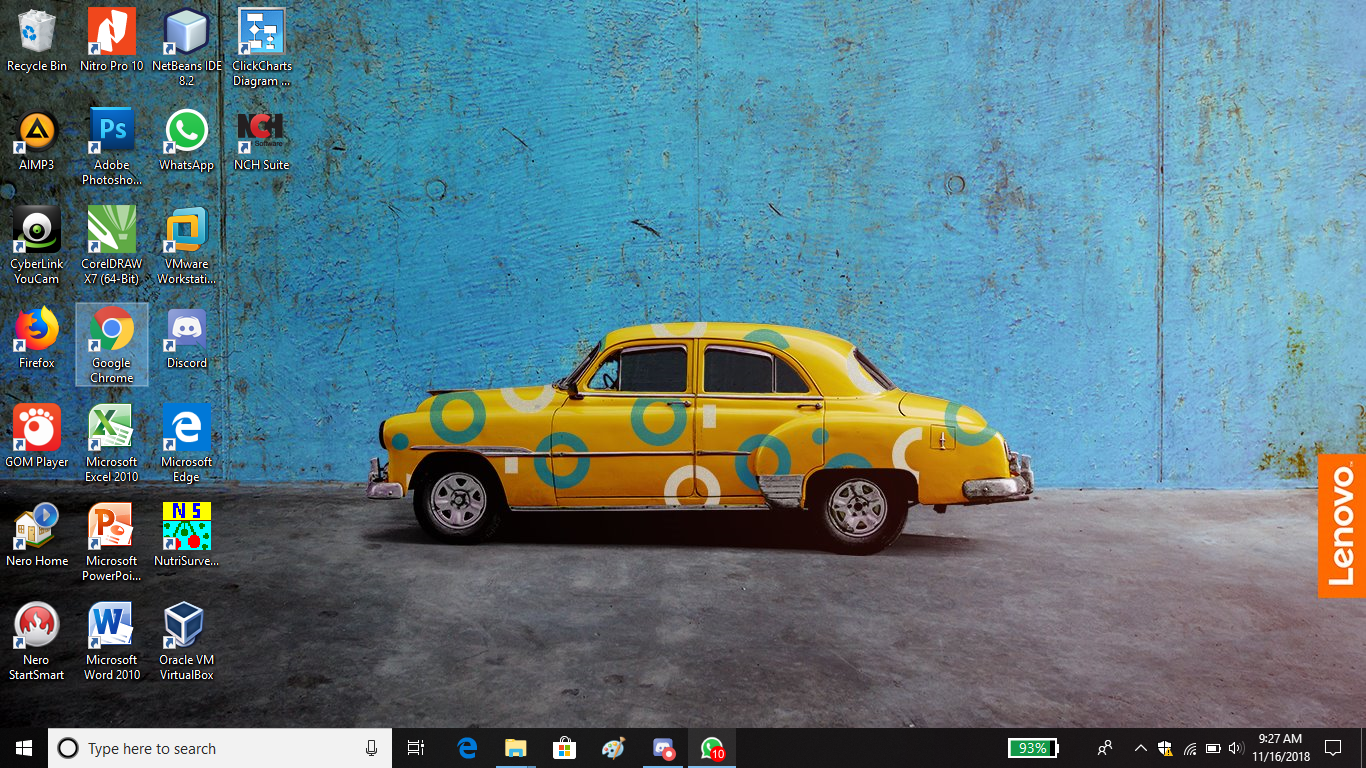 Recycle Bin
Nitro Pro 10
NetBeans IDE
8.2
ClickCharts
Diagram ...
AIMP3
Ps
Adobe
Photosho...
WhatsApp
NCH
Software
NCH Suite
CyberLink
YouCam
CorelDRAW
X7 (64-Bit)
VMware
Workstati...
Firefox
Google
Chrome
Discord
GOM Player
Microsoft
Excel 2010
Microsoft
Edge
Nero Home
Microsoft
PowerPoi...
N S
NutriSurve...
Nero
StartSmart
Microsoft
Word 2010
Oracle VM
VirtualBox
Lenovo
Type here to search
10
93%
9:27 AM
11/16/2018